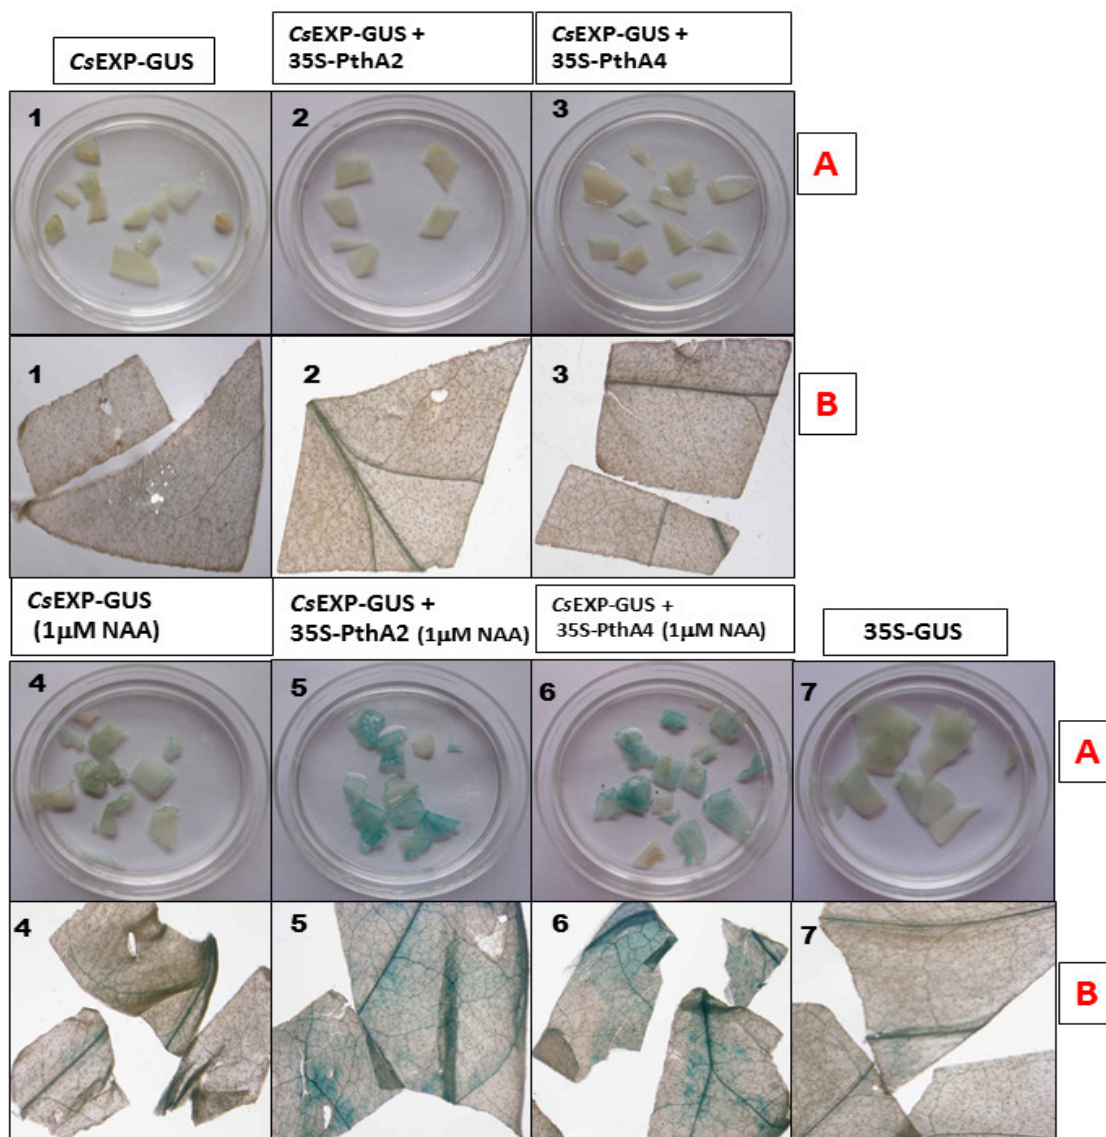 CsEXP-GUS
CsEXP-GUS +
35S-PthA2
CsEXP-GUS +
35S-PthA4
1
2
3
A
1
2
3
B
CsEXP-GUS
(1μM NAA)
CsEXP-GUS +
35S-PthA2 (1μM NAA)
CsEXP-GUS +
35S-PthA4 (1μM NAA)
35S-GUS
4
5
6
7
A
4
5
6
7
B